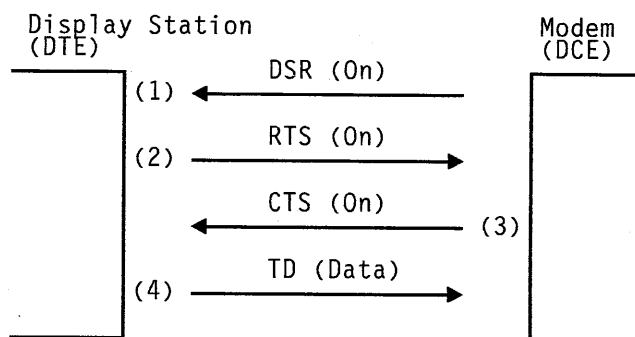 Display Station
(DTE)
Modem
(DCE)
(1) DSR (On)
(2) RTS (On)
CTS (On) (3)
(4) TD (Data)